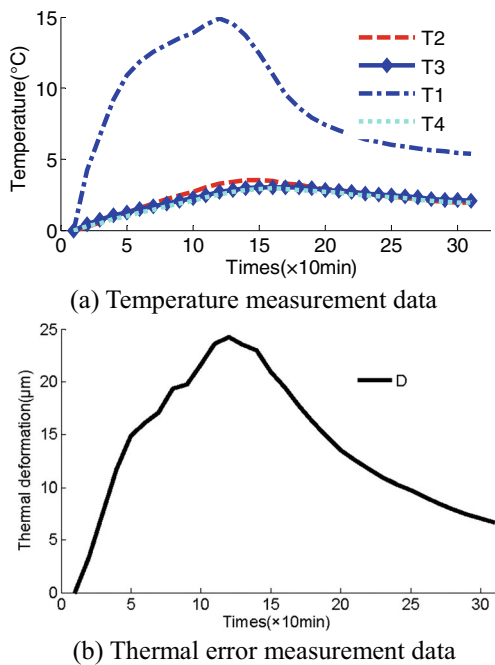 15
10
5
0
Temperature(°C)
T2
T3
T1
T4
0 5 10 15 20 25 30
Times(×10min)
(a) Temperature measurement data
25
20
15
10
5
0
Thermal deformation(μm)
D
0 5 10 15 20 25 30
Times(×10min)
(b) Thermal error measurement data